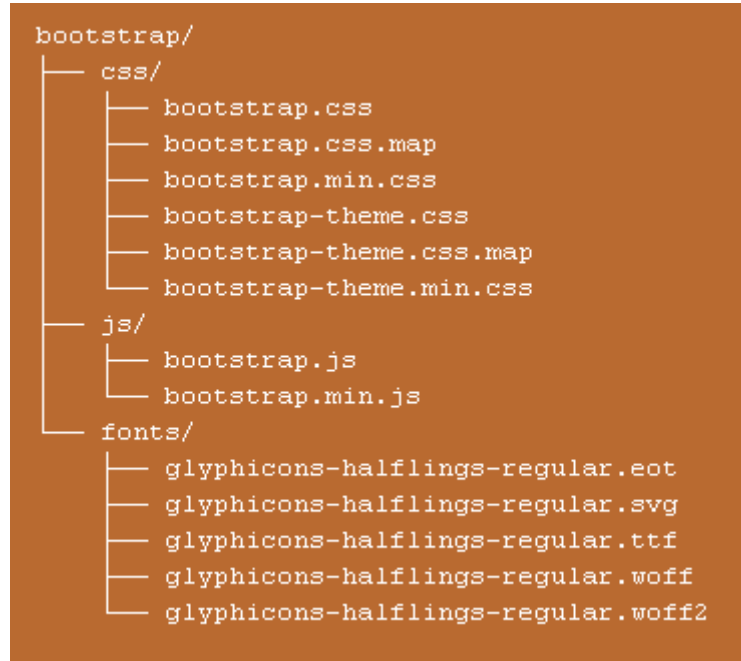 bootstrap/
├── css/
│   ├── bootstrap.css
│   ├── bootstrap.css.map
│   ├── bootstrap.min.css
│   ├── bootstrap-theme.css
│   ├── bootstrap-theme.css.map
│   └── bootstrap-theme.min.css
├── js/
│   ├── bootstrap.js
│   └── bootstrap.min.js
└── fonts/
    ├── glyphicons-halflings-regular.eot
    ├── glyphicons-halflings-regular.svg
    ├── glyphicons-halflings-regular.ttf
    ├── glyphicons-halflings-regular.woff
    └── glyphicons-halflings-regular.woff2